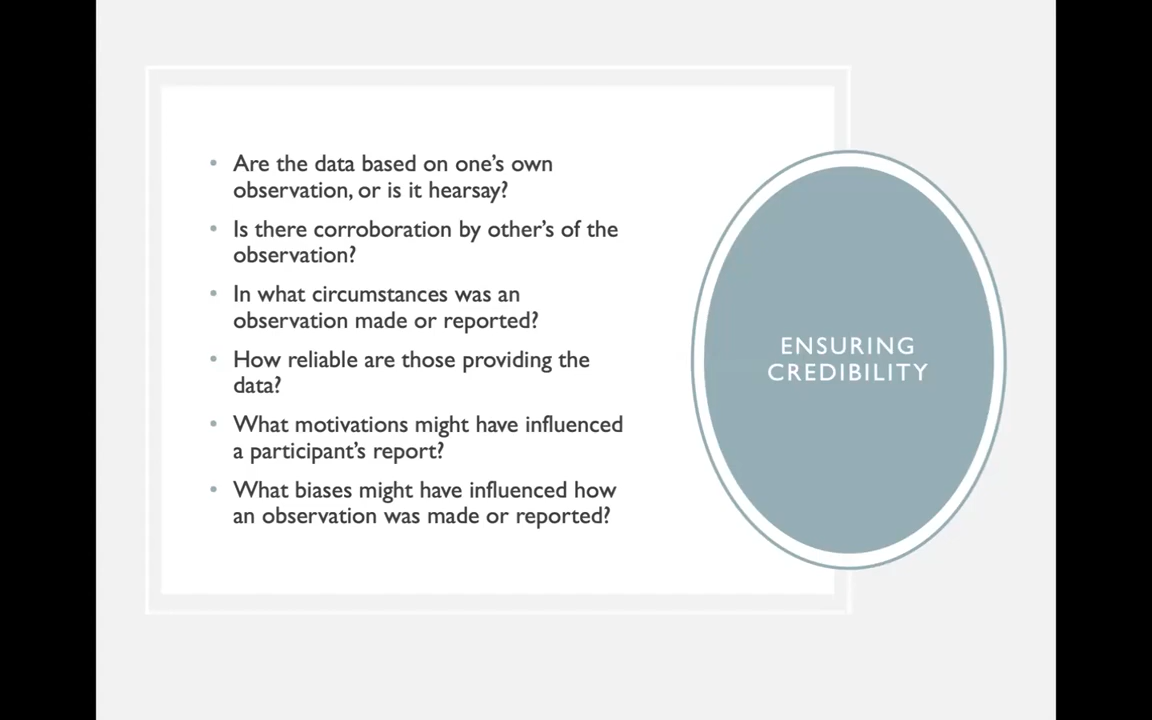 • Are the data based on one's own
observation, or is it hearsay?
• Is there corroboration by other's of the
observation?
• In what circumstances was an
observation made or reported?
• How reliable are those providing the
data?
• What motivations might have influenced
a participant's report?
• What biases might have influenced how
an observation was made or reported?
ENSURING
CREDIBILITY